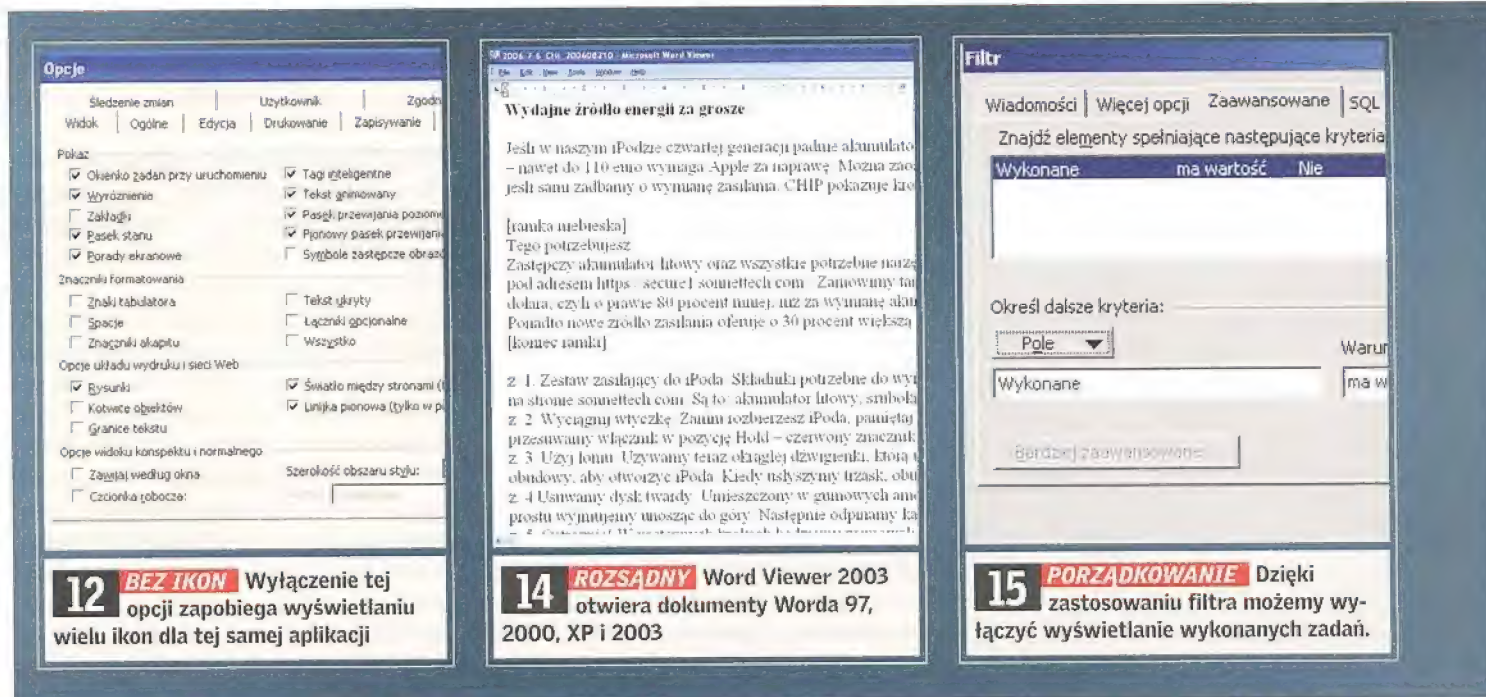 Opcje
Śledzenie zmian Użytkownik Zgodn
Widok Ogólne Edycja Drukowanie Zapisywanie
Pokaz
Okienko zadań przy uruchomieniu Tagi inteligentne
Wyróżnienie Tekst animowany
Zakładki Pasek przewijania poziome
Pasek stanu Pionowy pasek przewijani
Porady ekranowe Symbole zastępcze obrazó
Znaczniki formatowania
Znaki tabulatora Tekst ukryty
Spacje Łączniki opcjonalne
Znaczniki akapitu Wszystko
Opcje układu wydruku i sieci Web
Rysunki Światło między stronami (t
Kotwice obiektów Linijka pionowa (tylko w
Granice tekstu
Opcje widoku konspektu i normalnego
Zawijaj według okna Szerokość obszaru stylu:
Czcionka robocza:
12 BEZ IKON Wyłączenie tej
opcji zapobiega wyświetlaniu
wielu ikon dla tej samej aplikacji
Microsoft Word Viewer
File Edit View Tools Window Help
Wydajne źródło energii za grosze
Jeśli w naszym iPodzie czwartej generacji padnie akumulato
– nawet do 110 euro wymaga Apple za naprawę. Można zao
jeśli sami zadbamy o wymianę zasilania. CHIP pokazuje kro
[ramka niebieska]
Tego potrzebujesz
Zastępczy akumulator litowy oraz wszystkie potrzebne narzę
pod adresem https secure1 sonnettech com Zamówimy tam
dolara, czyli o prawie 80 procent mniej, niż za wymianę aku
Ponadto nowe źródło zasilania oferuje o 30 procent większą
[koniec ramki]
z 1. Zestaw zasilający do iPoda Składniki potrzebne do wy
na stronie sonnettech com. Są to: akumulator litowy, śrubok
z 2 Wyciągnij wtyczkę Zanim rozbierzesz iPoda, pamiętaj
przesuwamy włącznik w pozycję Hold – czerwony znacznik
z 3 Użyj łomu Używamy teraz okrągłej dźwigienki, którą
obudowy, aby otworzyć iPoda Kiedy usłyszymy trzask, obu
z 4 Usuwamy dysk twardy Umieszczony w gumowych
prostu wyjmujemy unosząc do góry Następnie odpinamy ka
14 ROZSĄDNY Word Viewer 2003
otwiera dokumenty Worda 97,
2000, XP i 2003
Filtr
Wiadomości Więcej opcji Zaawansowane SQL
Znajdź elementy spełniające następujące kryteria
Wykonane ma wartość Nie
Określ dalsze kryteria:
Pole Warun
Wykonane ma w
Bardziej zaawansowane
15 PORZĄDKOWANIE Dzięki
zastosowaniu filtra możemy wy-
łączyć wyświetlanie wykonanych zadań.